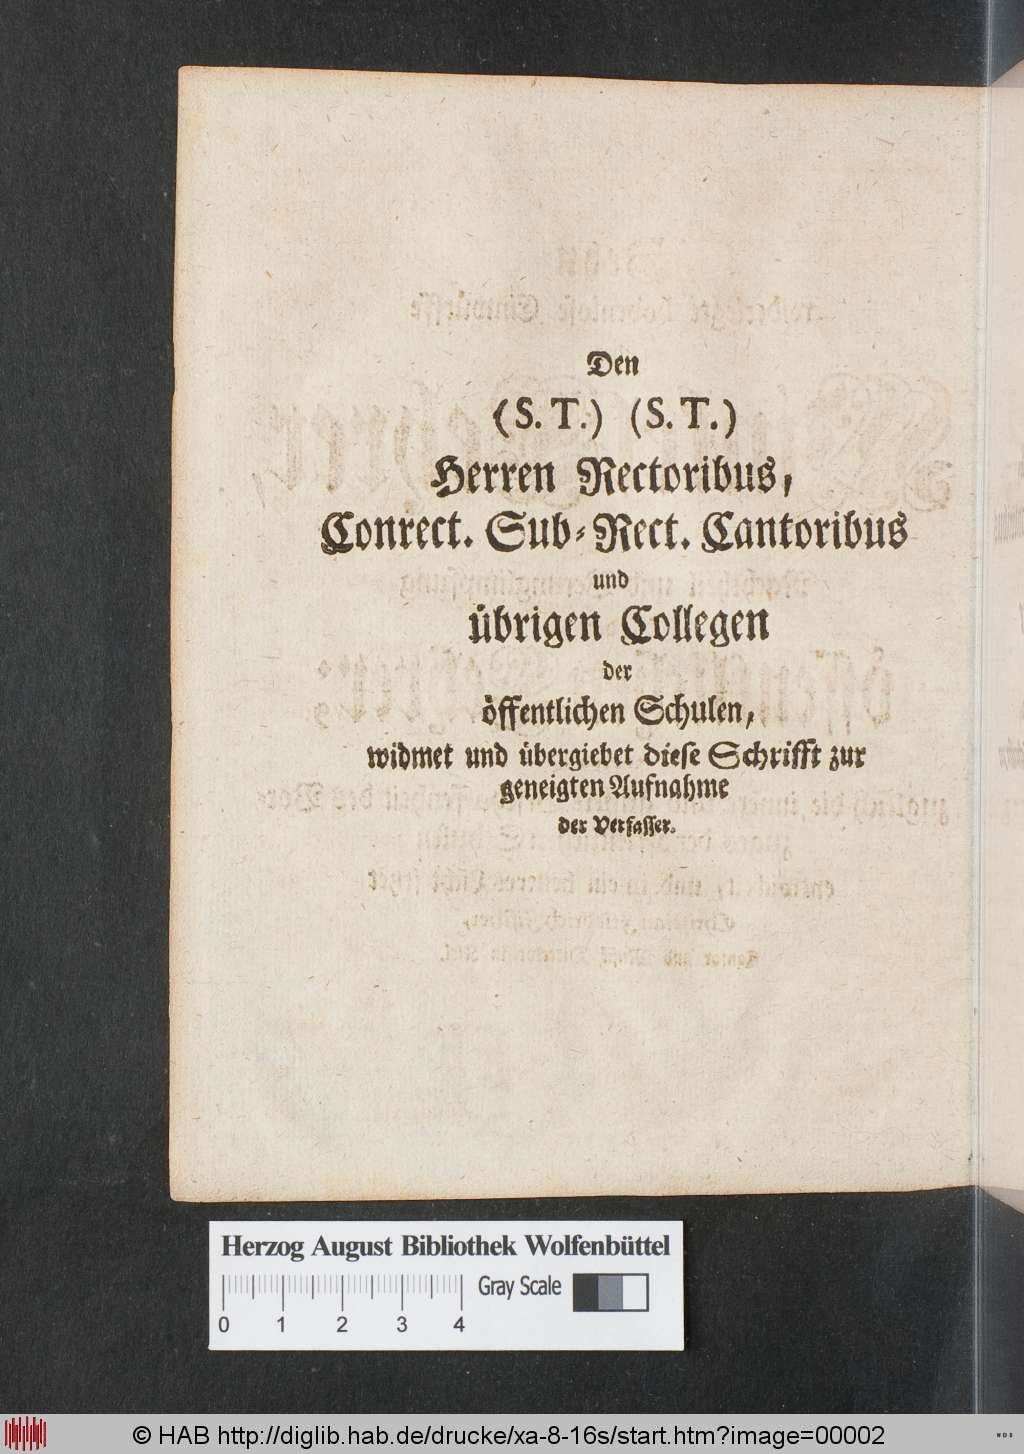 Den
(S. T.) (S. T.)
Herren Rectoribus,
Conrect. Sub-Rect. Cantoribus
und
übrigen Collegen
der
öffentlichen Schulen,
widmet und übergiebet diese Schrifft zur
geneigten Aufnahme
der Verfasser.
Herzog August Bibliothek Wolfenbüttel
Gray Scale
0 1 2 3 4
© HAB http://diglib.hab.de/drucke/xa-8-16s/start.htm?image=00002
WDB